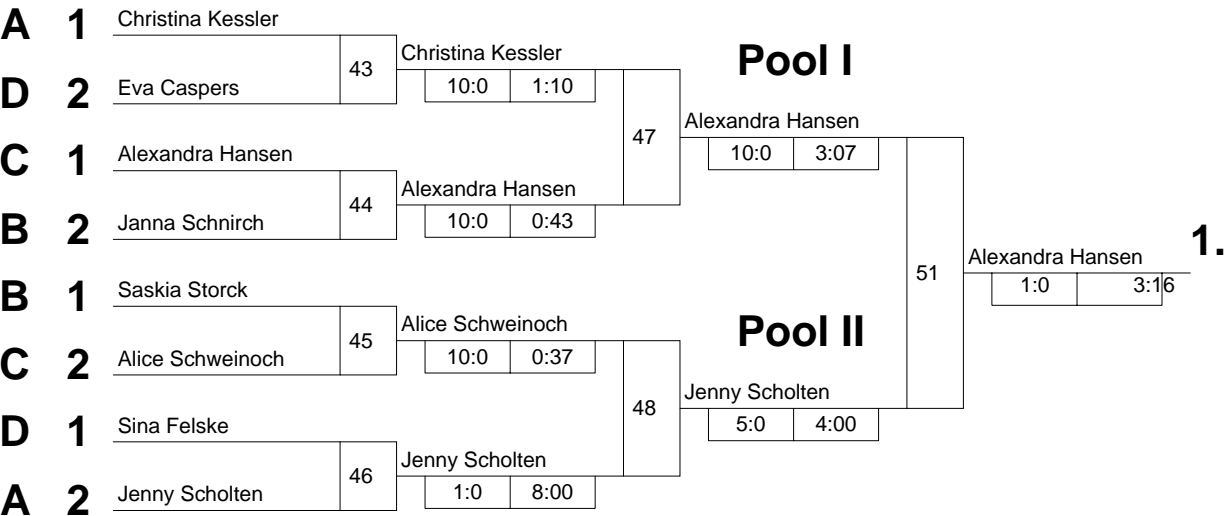 A 1 Christina Kessler
43
Christina Kessler
10:0 1:10
D 2 Eva Caspers
Pool I
47
Alexandra Hansen
10:0 3:07
C 1 Alexandra Hansen
44
Alexandra Hansen
10:0 0:43
B 2 Janna Schnirch
51
Alexandra Hansen 1.
1:0 3:16
B 1 Saskia Storck
45
Alice Schweinoch
10:0 0:37
C 2 Alice Schweinoch
Pool II
48
Jenny Scholten
5:0 4:00
D 1 Sina Felske
46
Jenny Scholten
1:0 8:00
A 2 Jenny Scholten